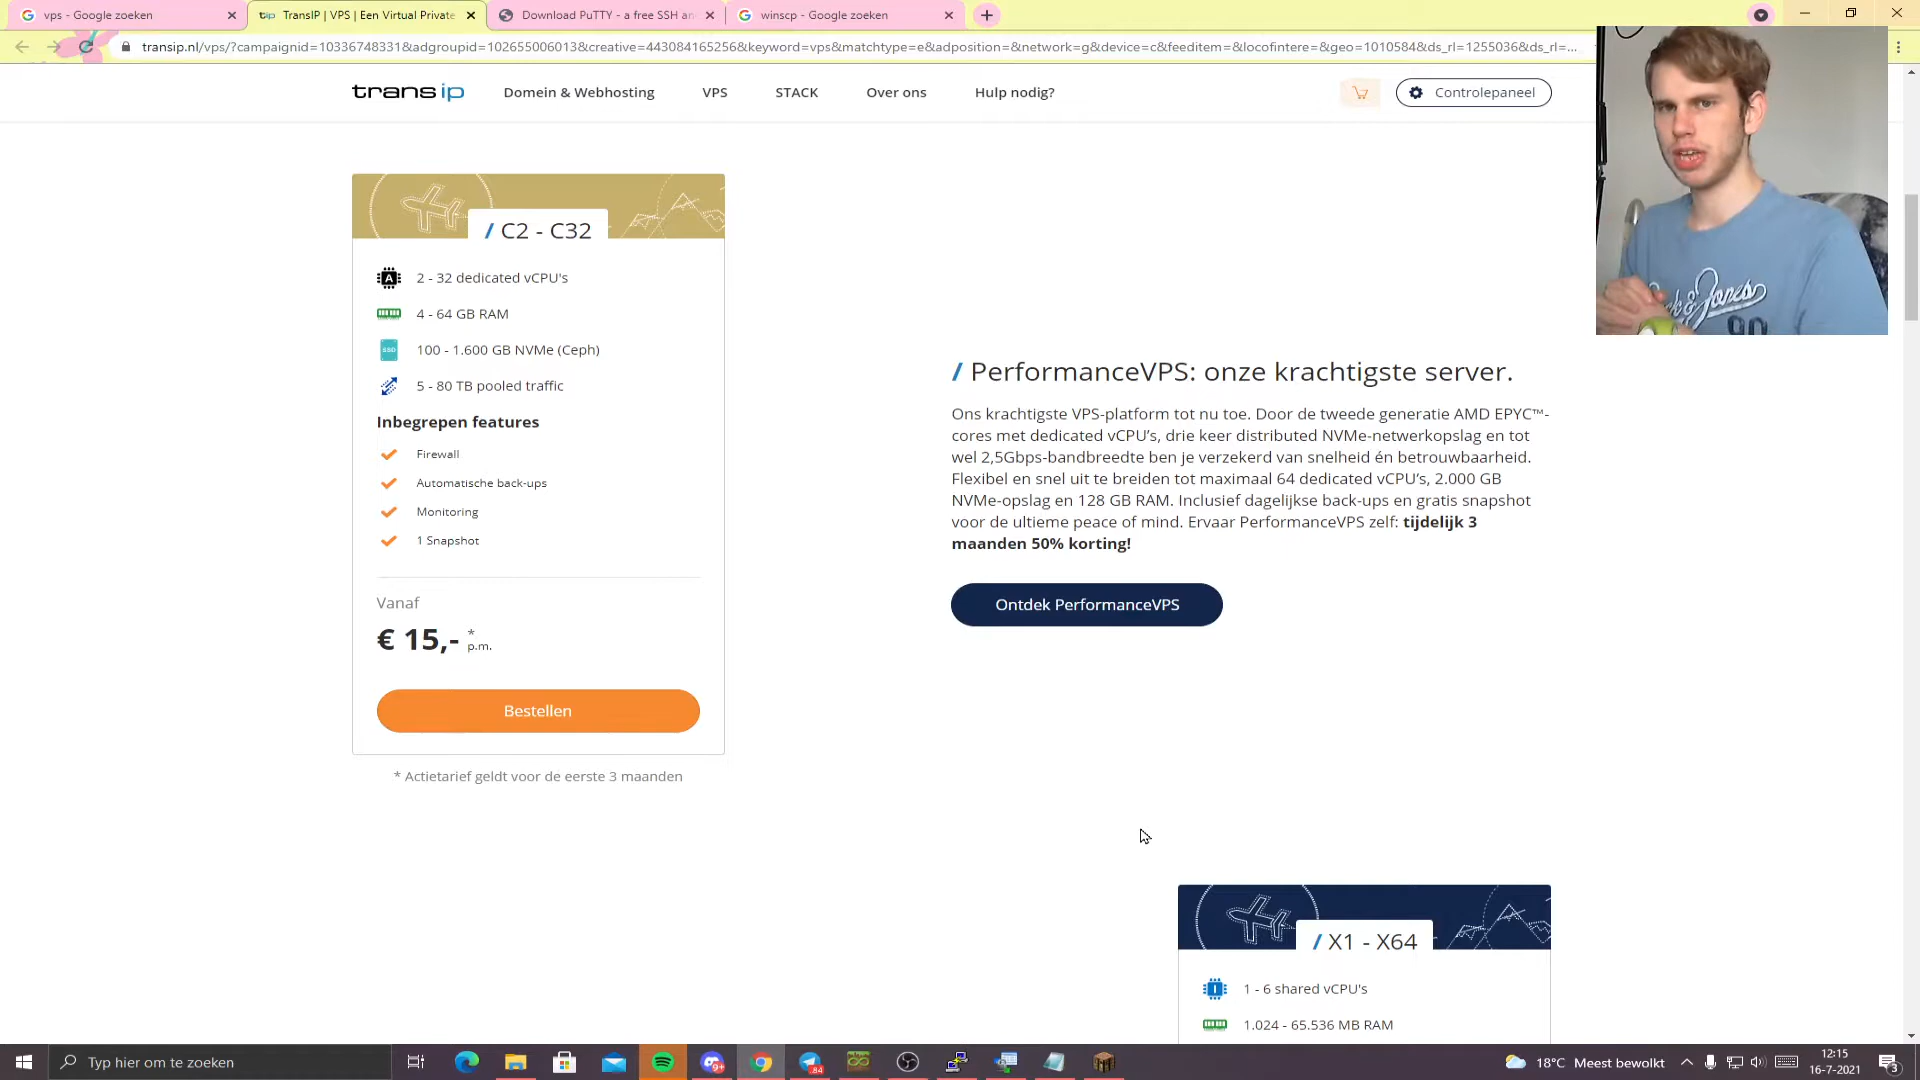 vps - Google zoeken
TransIP | VPS | Een Virtual Private
Download PuTTY - a free SSH an
winscp - Google zoeken
transip.nl/vps/?campaignid=10336748331&adgroupid=102655006013&creative=443084165256&keyword=vps&matchtype=e&adposition=&network=g&device=c&feeditem=&locofintere=&geo=1010584&ds_rl=1255036&ds_rl=...
trans ip
Domein & Webhosting
VPS
STACK
Over ons
Hulp nodig?
Controlepaneel
/ C2 - C32
2 - 32 dedicated vCPU's
4 - 64 GB RAM
SSD
100 - 1.600 GB NVMe (Ceph)
5 - 80 TB pooled traffic
Inbegrepen features
Firewall
Automatische back-ups
Monitoring
1 Snapshot
Vanaf
€ 15,- * p.m.
Bestellen
* Actietarief geldt voor de eerste 3 maanden
/ PerformanceVPS: onze krachtigste server.
Ons krachtigste VPS-platform tot nu toe. Door de tweede generatie AMD EPYC™-
cores met dedicated vCPU's, drie keer distributed NVMe-netwerkopslag en tot
wel 2,5Gbps-bandbreedte ben je verzekerd van snelheid én betrouwbaarheid.
Flexibel en snel uit te breiden tot maximaal 64 dedicated vCPU's, 2.000 GB
NVMe-opslag en 128 GB RAM. Inclusief dagelijkse back-ups en gratis snapshot
voor de ultieme peace of mind. Ervaar PerformanceVPS zelf: tijdelijk 3
maanden 50% korting!
Ontdek PerformanceVPS
/ X1 - X64
1 - 6 shared vCPU's
1.024 - 65.536 MB RAM
& Jones
90
Typ hier om te zoeken
9+
84
18°C Meest bewolkt
12:15
16-7-2021
3